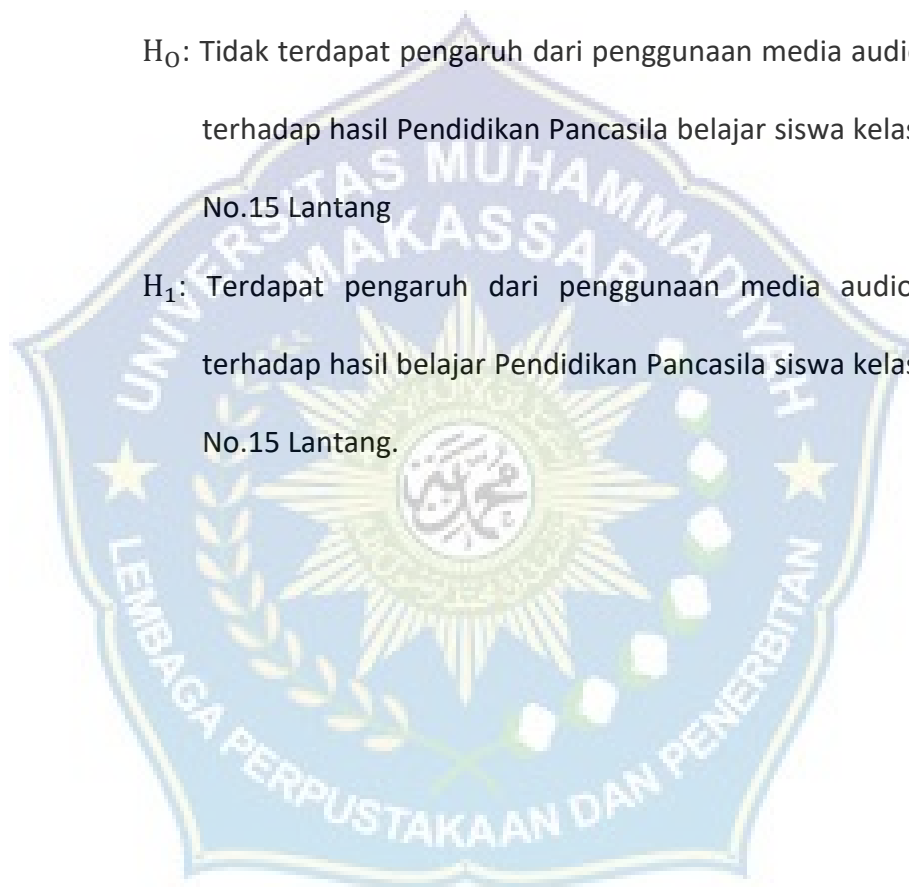 H₀: Tidak terdapat pengaruh dari penggunaan media audio
terhadap hasil Pendidikan Pancasila belajar siswa kelas
No.15 Lantang
H₁: Terdapat pengaruh dari penggunaan media audio
terhadap hasil belajar Pendidikan Pancasila siswa kelas
No.15 Lantang.
UNIVERSITAS MUHAMMADIYAH
MAKASSAR
محمد
LEMBAGA PERPUSTAKAAN DAN PENERBITAN